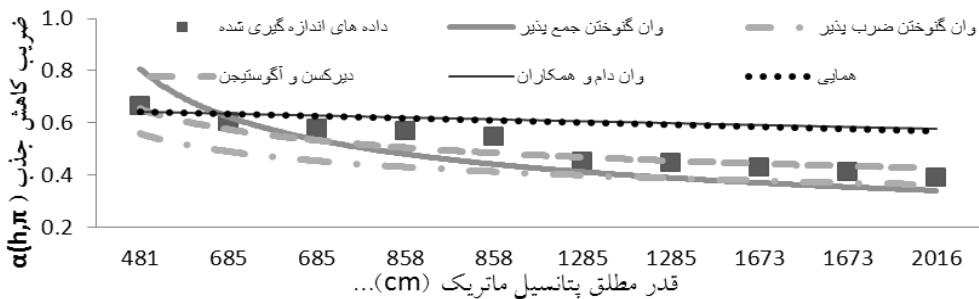 1.0
0.8
0.6
0.4
0.2
ضریب کاهش جذب α(h,π)
داده های اندازه گیری شده
وان گنوختن جمع پذیر
وان گنوختن ضرب پذیر
دیرکسن و آگوستیجن
وان دام و همکاران
همایی
481 685 685 858 858 1285 1285 1673 1673 2016
قدر مطلق پتانسیل ماتریک (cm)...